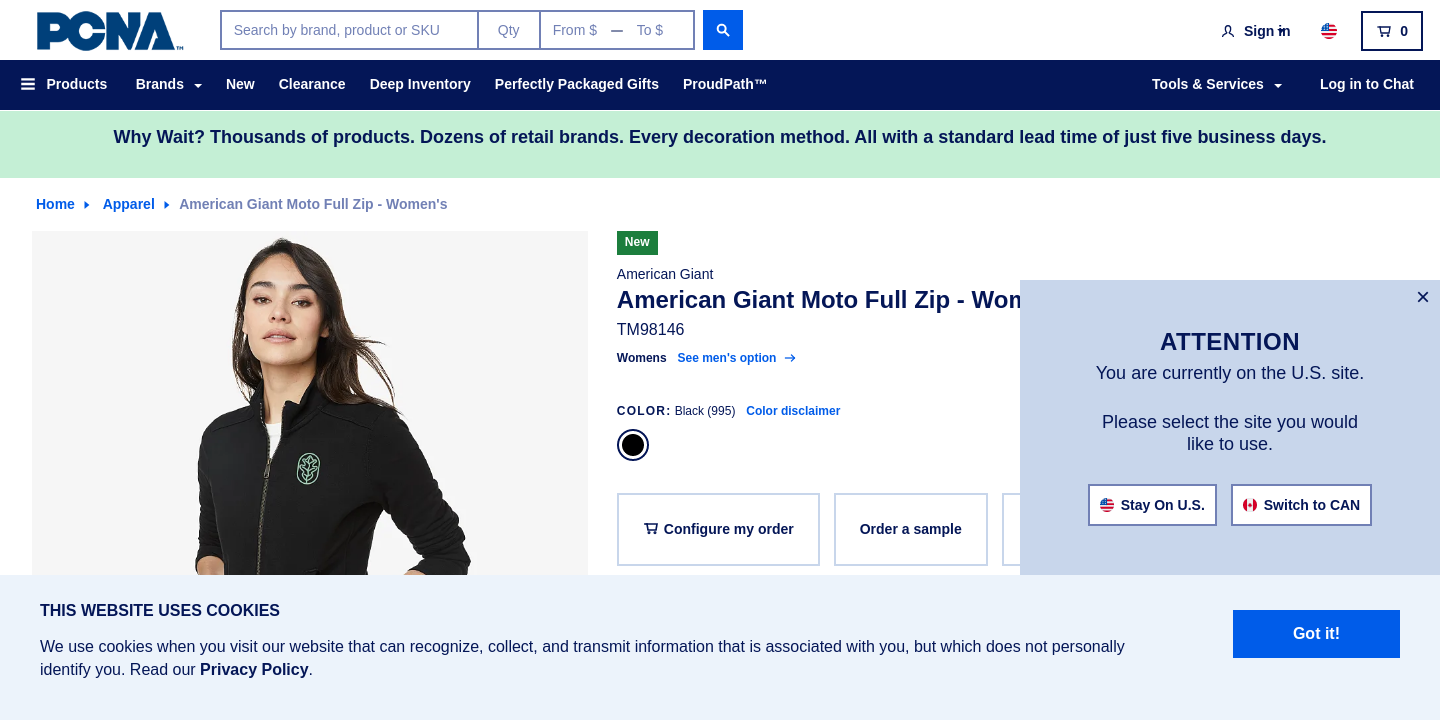 PCNA™
Search by brand, product or SKU
Qty
From $ — To $
Sign in
0
Products
Brands
New
Clearance
Deep Inventory
Perfectly Packaged Gifts
ProudPath™
Tools & Services
Log in to Chat
Why Wait? Thousands of products. Dozens of retail brands. Every decoration method. All with a standard lead time of just five business days.
Home
Apparel
American Giant Moto Full Zip - Women's
New
American Giant
American Giant Moto Full Zip - Wom
TM98146
Womens See men's option
COLOR: Black (995) Color disclaimer
Configure my order
Order a sample
×
ATTENTION
You are currently on the U.S. site.
Please select the site you would
like to use.
Stay On U.S.
Switch to CAN
THIS WEBSITE USES COOKIES
We use cookies when you visit our website that can recognize, collect, and transmit information that is associated with you, but which does not personally
identify you. Read our Privacy Policy.
Got it!